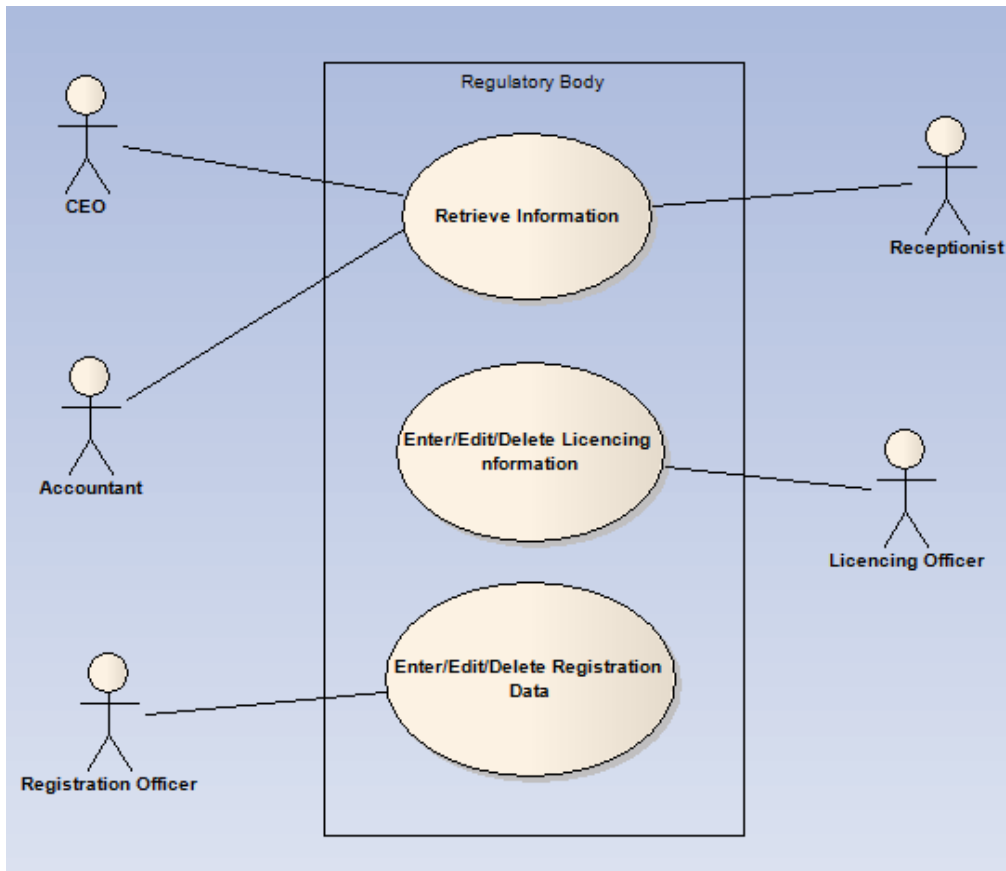 Regulatory Body
CEO
Retrieve Information
Receptionist
Accountant
Enter/Edit/Delete Licencing
nformation
Licencing Officer
Enter/Edit/Delete Registration
Data
Registration Officer